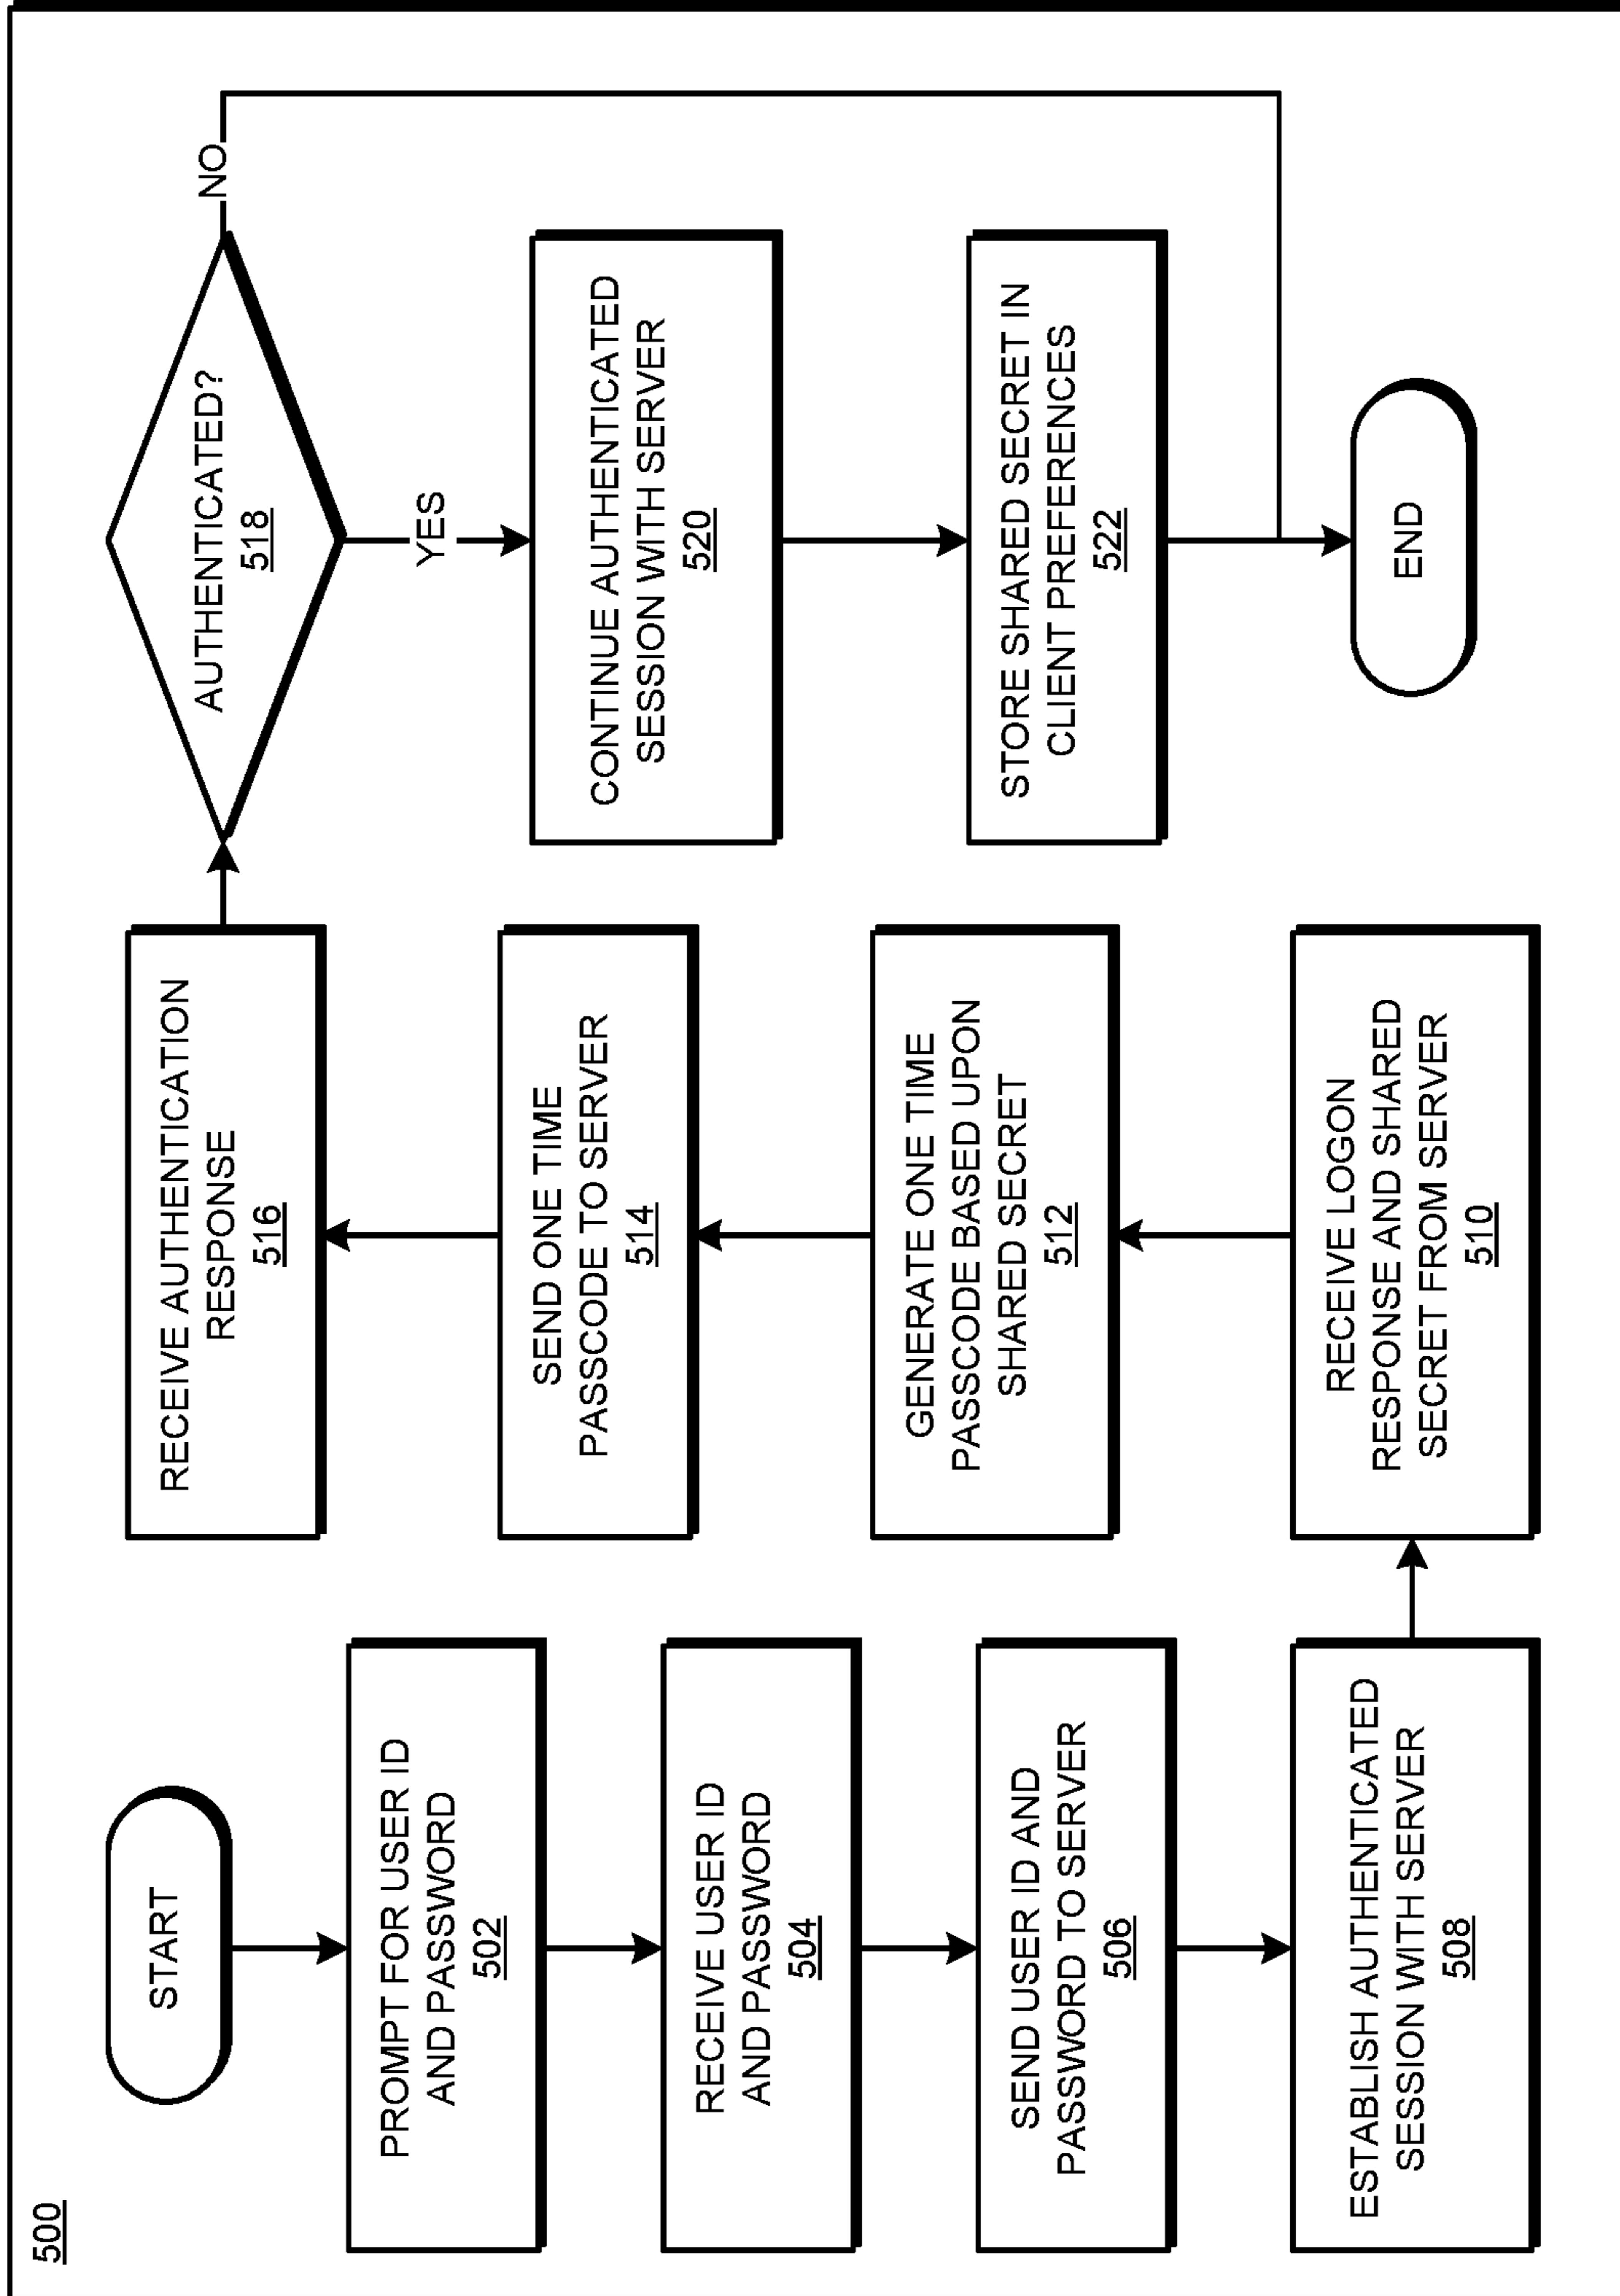 500
START
PROMPT FOR USER ID
AND PASSWORD
502
RECEIVE USER ID
AND PASSWORD
504
SEND USER ID AND
PASSWORD TO SERVER
506
ESTABLISH AUTHENTICATED
SESSION WITH SERVER
508
RECEIVE LOGON
RESPONSE AND SHARED
SECRET FROM SERVER
510
GENERATE ONE TIME
PASSCODE BASED UPON
SHARED SECRET
512
SEND ONE TIME
PASSCODE TO SERVER
514
RECEIVE AUTHENTICATION
RESPONSE
516
AUTHENTICATED?
518
NO
YES
CONTINUE AUTHENTICATED
SESSION WITH SERVER
520
STORE SHARED SECRET IN
CLIENT PREFERENCES
522
END